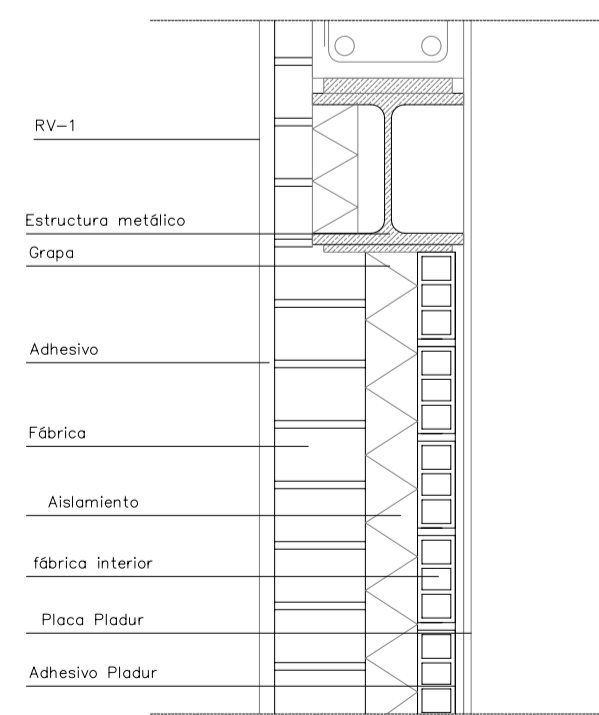 RV-1
Estructura metálico
Grapa
Adhesivo
Fábrica
Aislamiento
fábrica interior
Placa Pladur
Adhesivo Pladur